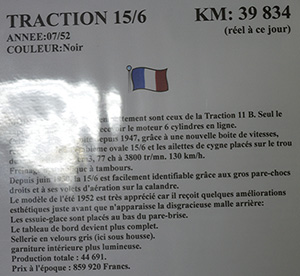 TRACTION 15/6
KM: 39 834
(réel à ce jour)
ANNEE:07/52
COULEUR:Noir
tement sont ceux de la Traction 11 B. Seul le
le moteur 6 cylindres en ligne.
depuis 1947, grâce a une nouvelle boite de vitesses,
ovale 15/6 et les ailettes de cygne placés sur le trou
77 ch à 3800 tr/mn. 130 km/h.
à tambours.
Depuis juin la 15/6 est facilement identifiable grâce aux gros pare-chocs
droits et à ses volets d'aération sur la calandre.
Le modèle de l'été 1952 est très apprécié car il reçoit quelques améliorations
esthétiques juste avant que n'apparaisse la disgracieuse malle arrière:
Les essuie-glace sont placés au bas du pare-brise.
Le tableau de bord devient plus complet.
Sellerie en velours gris (ici sous housse).
garniture intérieure plus lumineuse.
Production totale : 44 691.
Prix à l'époque : 859 920 Francs.